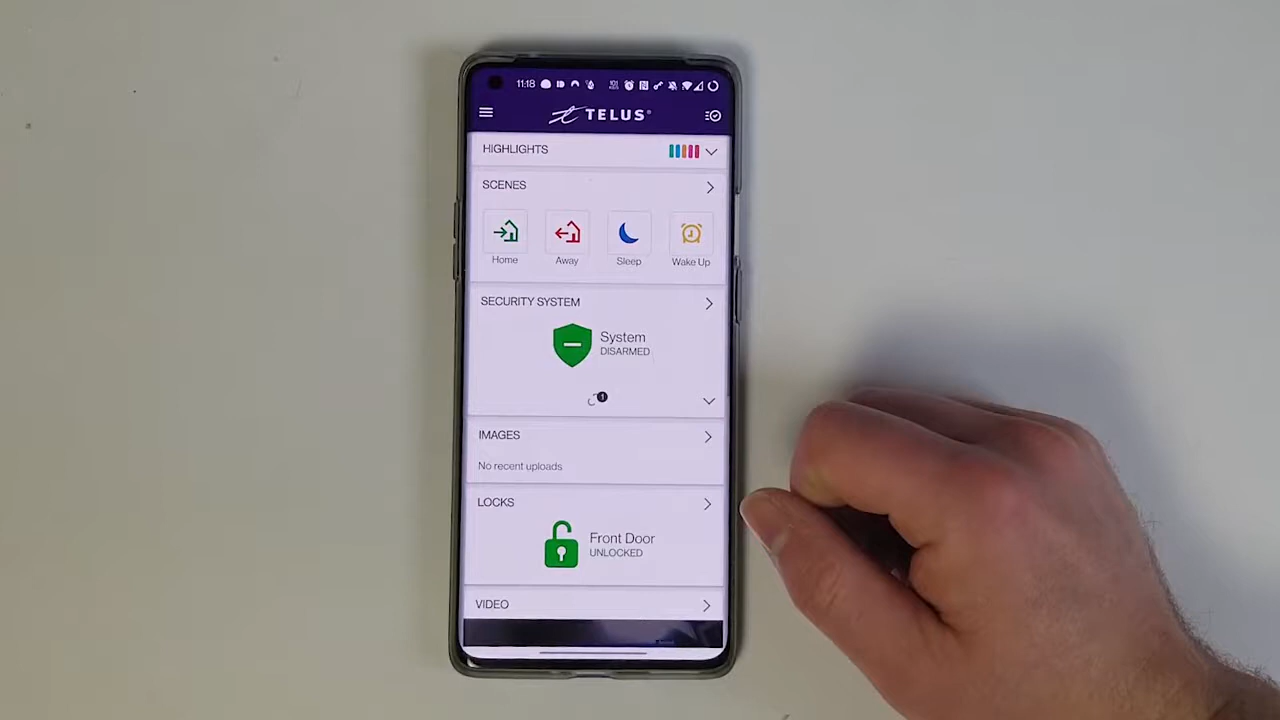 11:18
TELUS
HIGHLIGHTS
SCENES
Home Away Sleep Wake Up
SECURITY SYSTEM
System
DISARMED
1
IMAGES
No recent uploads
LOCKS
Front Door
UNLOCKED
VIDEO